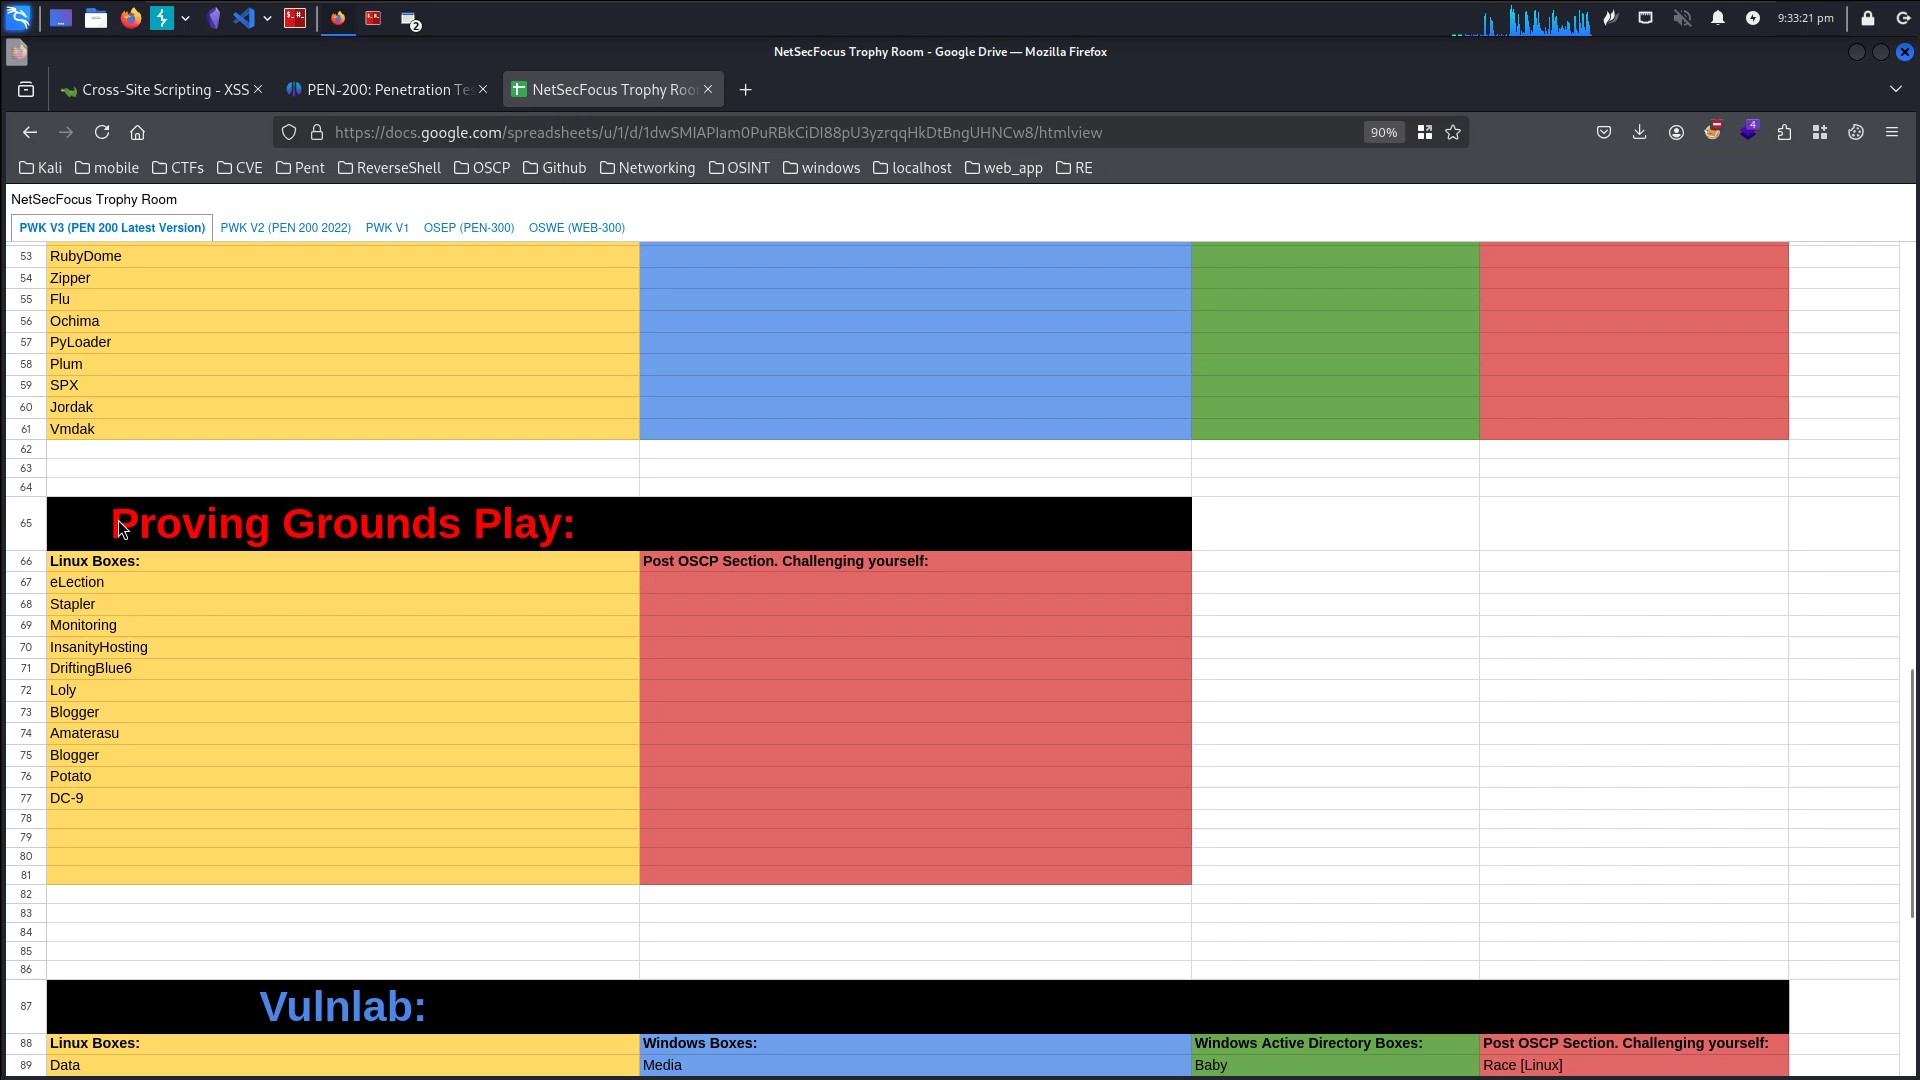 2
9:33:21 pm
NetSecFocus Trophy Room - Google Drive — Mozilla Firefox
Cross-Site Scripting - XSS
PEN-200: Penetration Te
NetSecFocus Trophy Roo
https://docs.google.com/spreadsheets/u/1/d/1dwSMIAPIam0PuRBkCiDI88pU3yzrqqHkDtBngUHNCw8/htmlview
90%
4
Kali mobile CTFs CVE Pent ReverseShell OSCP Github Networking OSINT windows localhost web_app RE
NetSecFocus Trophy Room
PWK V3 (PEN 200 Latest Version) PWK V2 (PEN 200 2022) PWK V1 OSEP (PEN-300) OSWE (WEB-300)
53 RubyDome
54 Zipper
55 Flu
56 Ochima
57 PyLoader
58 Plum
59 SPX
60 Jordak
61 Vmdak
62
63
64
65 Proving Grounds Play:
66 Linux Boxes: Post OSCP Section. Challenging yourself:
67 eLection
68 Stapler
69 Monitoring
70 InsanityHosting
71 DriftingBlue6
72 Loly
73 Blogger
74 Amaterasu
75 Blogger
76 Potato
77 DC-9
78
79
80
81
82
83
84
85
86
87 Vulnlab:
88 Linux Boxes: Windows Boxes: Windows Active Directory Boxes: Post OSCP Section. Challenging yourself:
89 Data Media Baby Race [Linux]